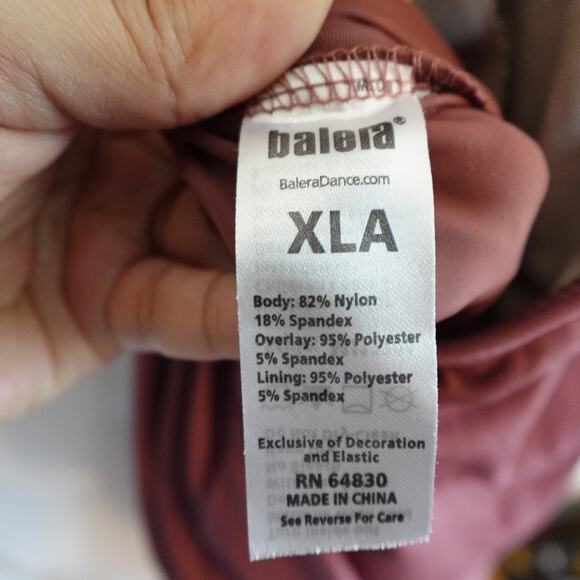 balera®
BaleraDance.com
XLA
Body: 82% Nylon
18% Spandex
Overlay: 95% Polyester
5% Spandex
Lining: 95% Polyester
5% Spandex
Exclusive of Decoration
and Elastic
RN 64830
MADE IN CHINA
See Reverse For Care